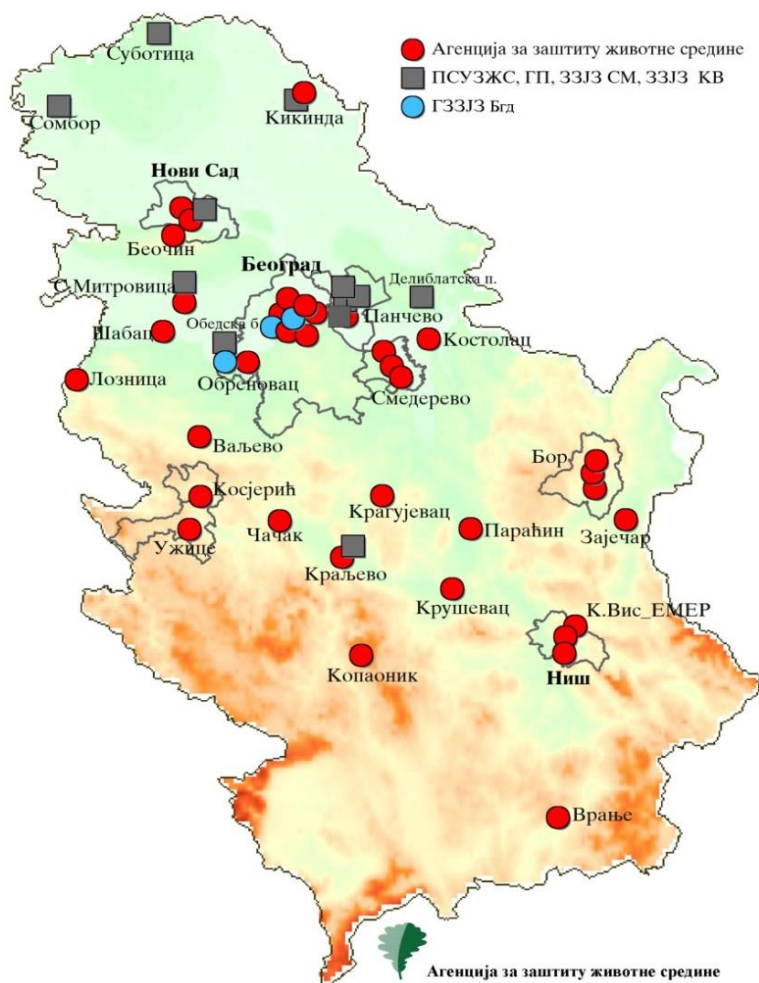 Суботица
Агенција за заштиту животне средине
ПСУЗЖС, ГП, ЗЗЈЗ СМ, ЗЗЈЗ КВ
ГЗЗЈЗ Бгд
Сомбор
Кикинда
Нови Сад
Беочин
Београд
С.Митровица
Делиблатска п.
Панчево
Шабац
Обедска б.
Костолац
Лозница
Обреновац
Смедерево
Ваљево
Бор
Косјерић
Крагујевац
Ужице
Чачак
Параћин
Зајечар
Краљево
Крушевац
К.Вис_ЕМЕР
Копаоник
Ниш
Врање
Агенција за заштиту животне средине